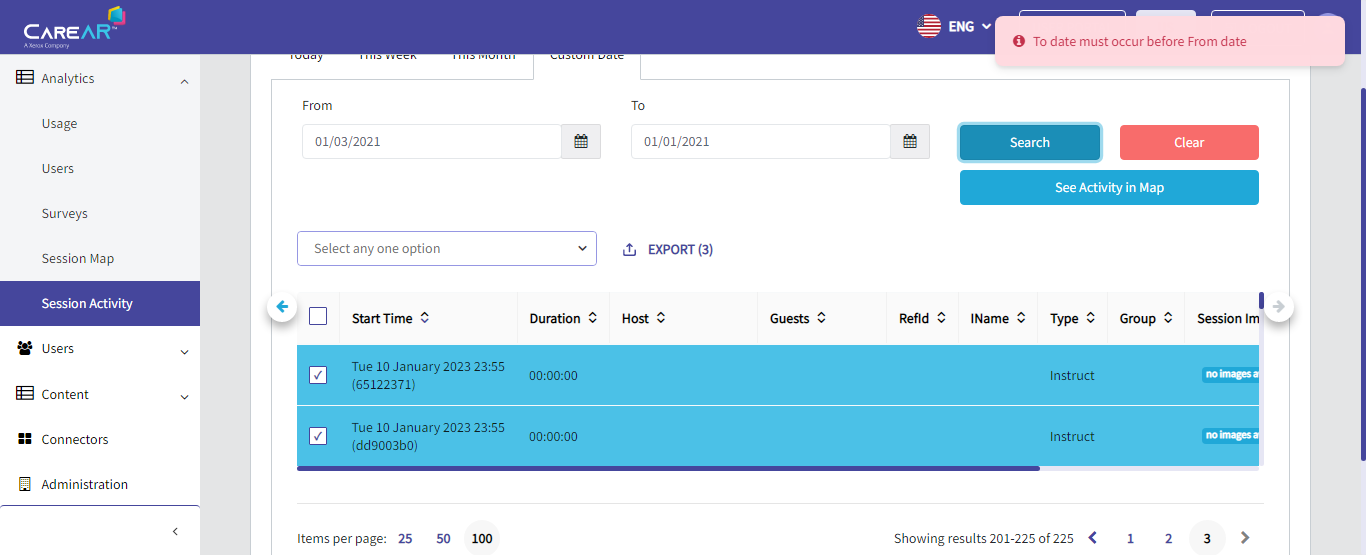 CAREAR™
A Xerox Company
ENG
To date must occur before From date
Analytics
Usage
Users
Surveys
Session Map
Session Activity
Users
Content
Connectors
Administration
Today This Week This Month Custom Date
From To
01/03/2021 01/01/2021 Search Clear
See Activity in Map
Select any one option EXPORT (3)
Start Time Duration Host Guests RefId IName Type Group Session Im
Tue 10 January 2023 23:55
(65122371)
00:00:00 Instruct no images a
Tue 10 January 2023 23:55
(dd9003b0)
00:00:00 Instruct no images a
Items per page: 25 50 100 Showing results 201-225 of 225 1 2 3